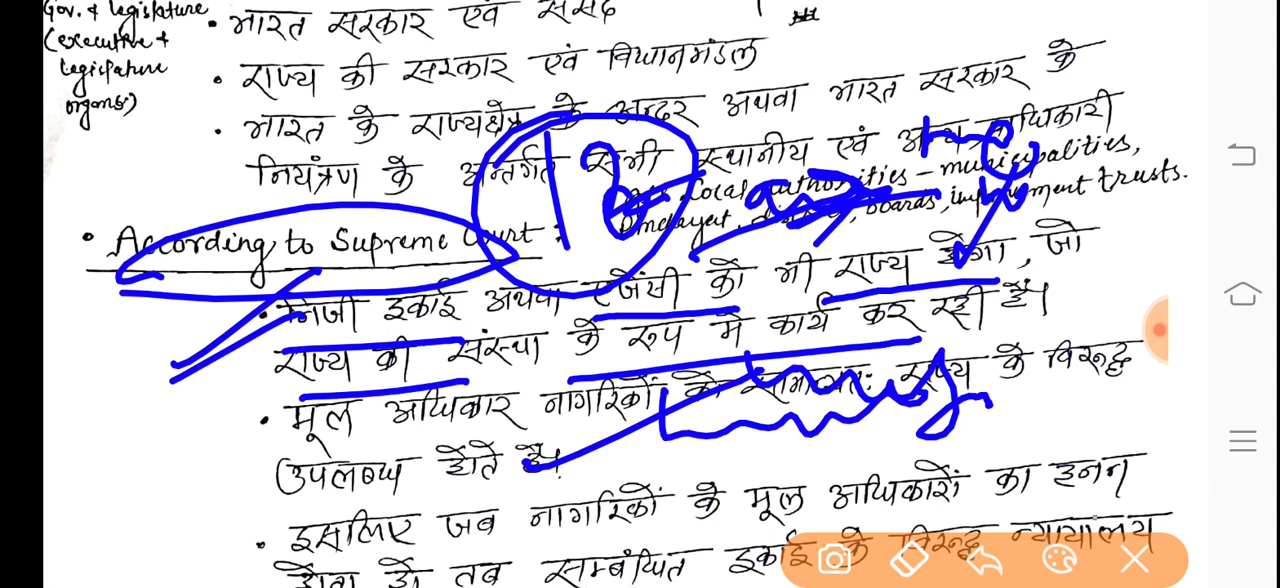 Gov. & legislature
(executive +
legislature
organs)
• भारत सरकार एवं संसद
• राज्य की सरकार एवं विधानमंडल
• भारत के राज्यक्षेत्र के अन्दर अथवा भारत सरकार के
नियंत्रण के अन्तर्गत सभी स्थानीय एवं अन्य प्राधिकारी
local authorities - municipalities,
boards, improvement trusts.
• According to Supreme Court :
• निजी इकाई अथवा एजेंसी को भी राज्य होगा, जो
राज्य की संस्था के रूप में कार्य कर रही हैं।
• मूल अधिकार नागरिकों को सामान्यतः राज्य के विरुद्ध
उपलब्ध होते हैं।
• इसलिए जब नागरिकों के मूल अधिकारों का हनन
होता हो तब सम्बंधित इकाई के विरुद्ध न्यायालय